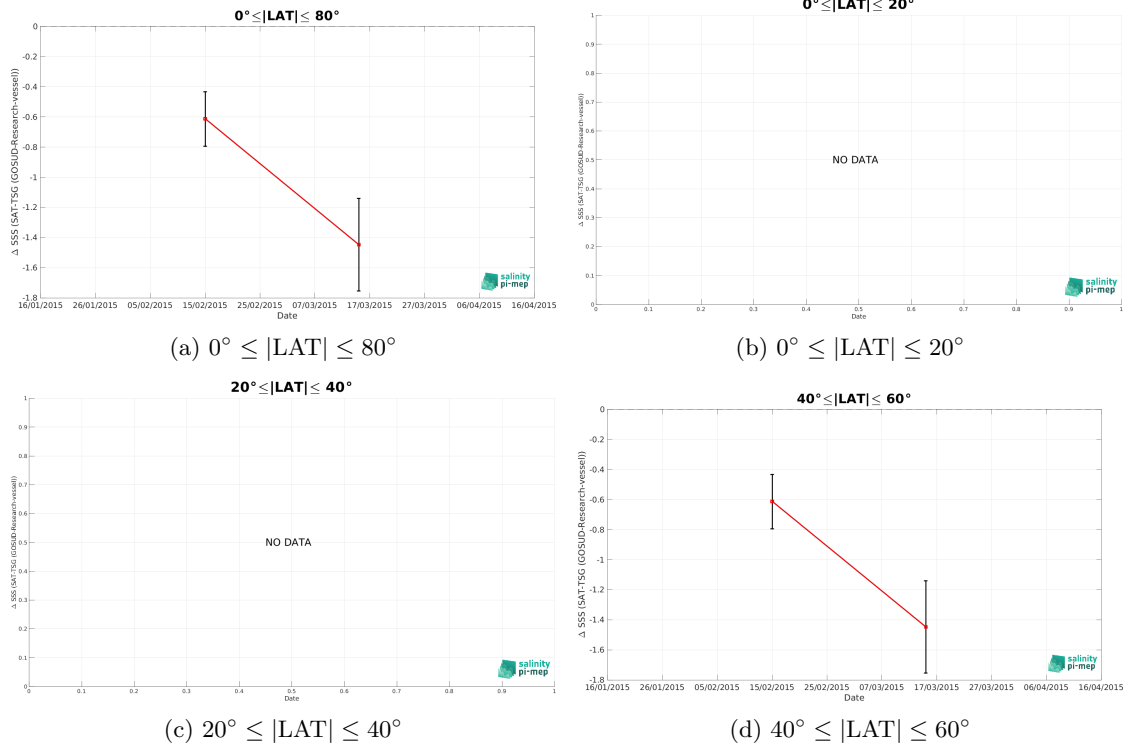 0°≤|LAT|≤ 80°
0
-0.2
-0.4
-0.6
-0.8
-1
-1.2
-1.4
-1.6
-1.8
Δ SSS (SAT-TSG (GOSUD-Research-vessel))
16/01/2015 26/01/2015 05/02/2015 15/02/2015 25/02/2015 07/03/2015 17/03/2015 27/03/2015 06/04/2015 16/04/2015
Date
salinity
pi-mep
(a) 0° ≤ |LAT| ≤ 80°
0°≤|LAT|≤ 20°
1
0.9
0.8
0.7
0.6
0.5
0.4
0.3
0.2
0.1
0
Δ SSS (SAT-TSG (GOSUD-Research-vessel))
NO DATA
0 0.1 0.2 0.3 0.4 0.5 0.6 0.7 0.8 0.9 1
Date
salinity
pi-mep
(b) 0° ≤ |LAT| ≤ 20°
20°≤|LAT|≤ 40°
1
0.9
0.8
0.7
0.6
0.5
0.4
0.3
0.2
0.1
0
Δ SSS (SAT-TSG (GOSUD-Research-vessel))
NO DATA
0 0.1 0.2 0.3 0.4 0.5 0.6 0.7 0.8 0.9 1
Date
salinity
pi-mep
(c) 20° ≤ |LAT| ≤ 40°
40°≤|LAT|≤ 60°
0
-0.2
-0.4
-0.6
-0.8
-1
-1.2
-1.4
-1.6
-1.8
Δ SSS (SAT-TSG (GOSUD-Research-vessel))
16/01/2015 26/01/2015 05/02/2015 15/02/2015 25/02/2015 07/03/2015 17/03/2015 27/03/2015 06/04/2015 16/04/2015
Date
salinity
pi-mep
(d) 40° ≤ |LAT| ≤ 60°